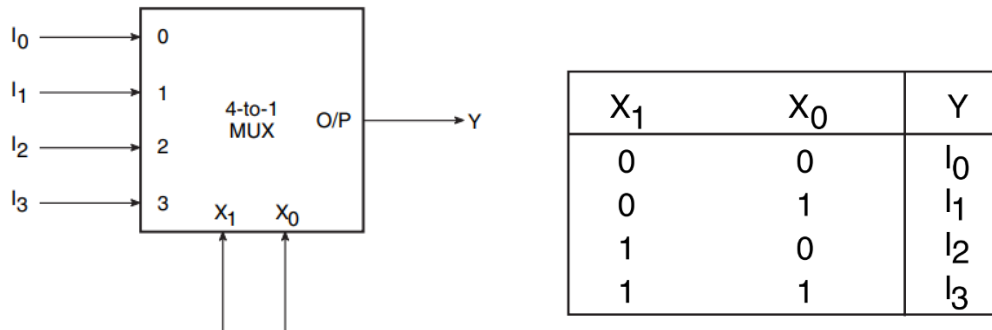 I0
I1
I2
I3
0
1
2
3
4-to-1
MUX
O/P
Y
X1 X0
X1 X0 Y
0 0 I0
0 1 I1
1 0 I2
1 1 I3